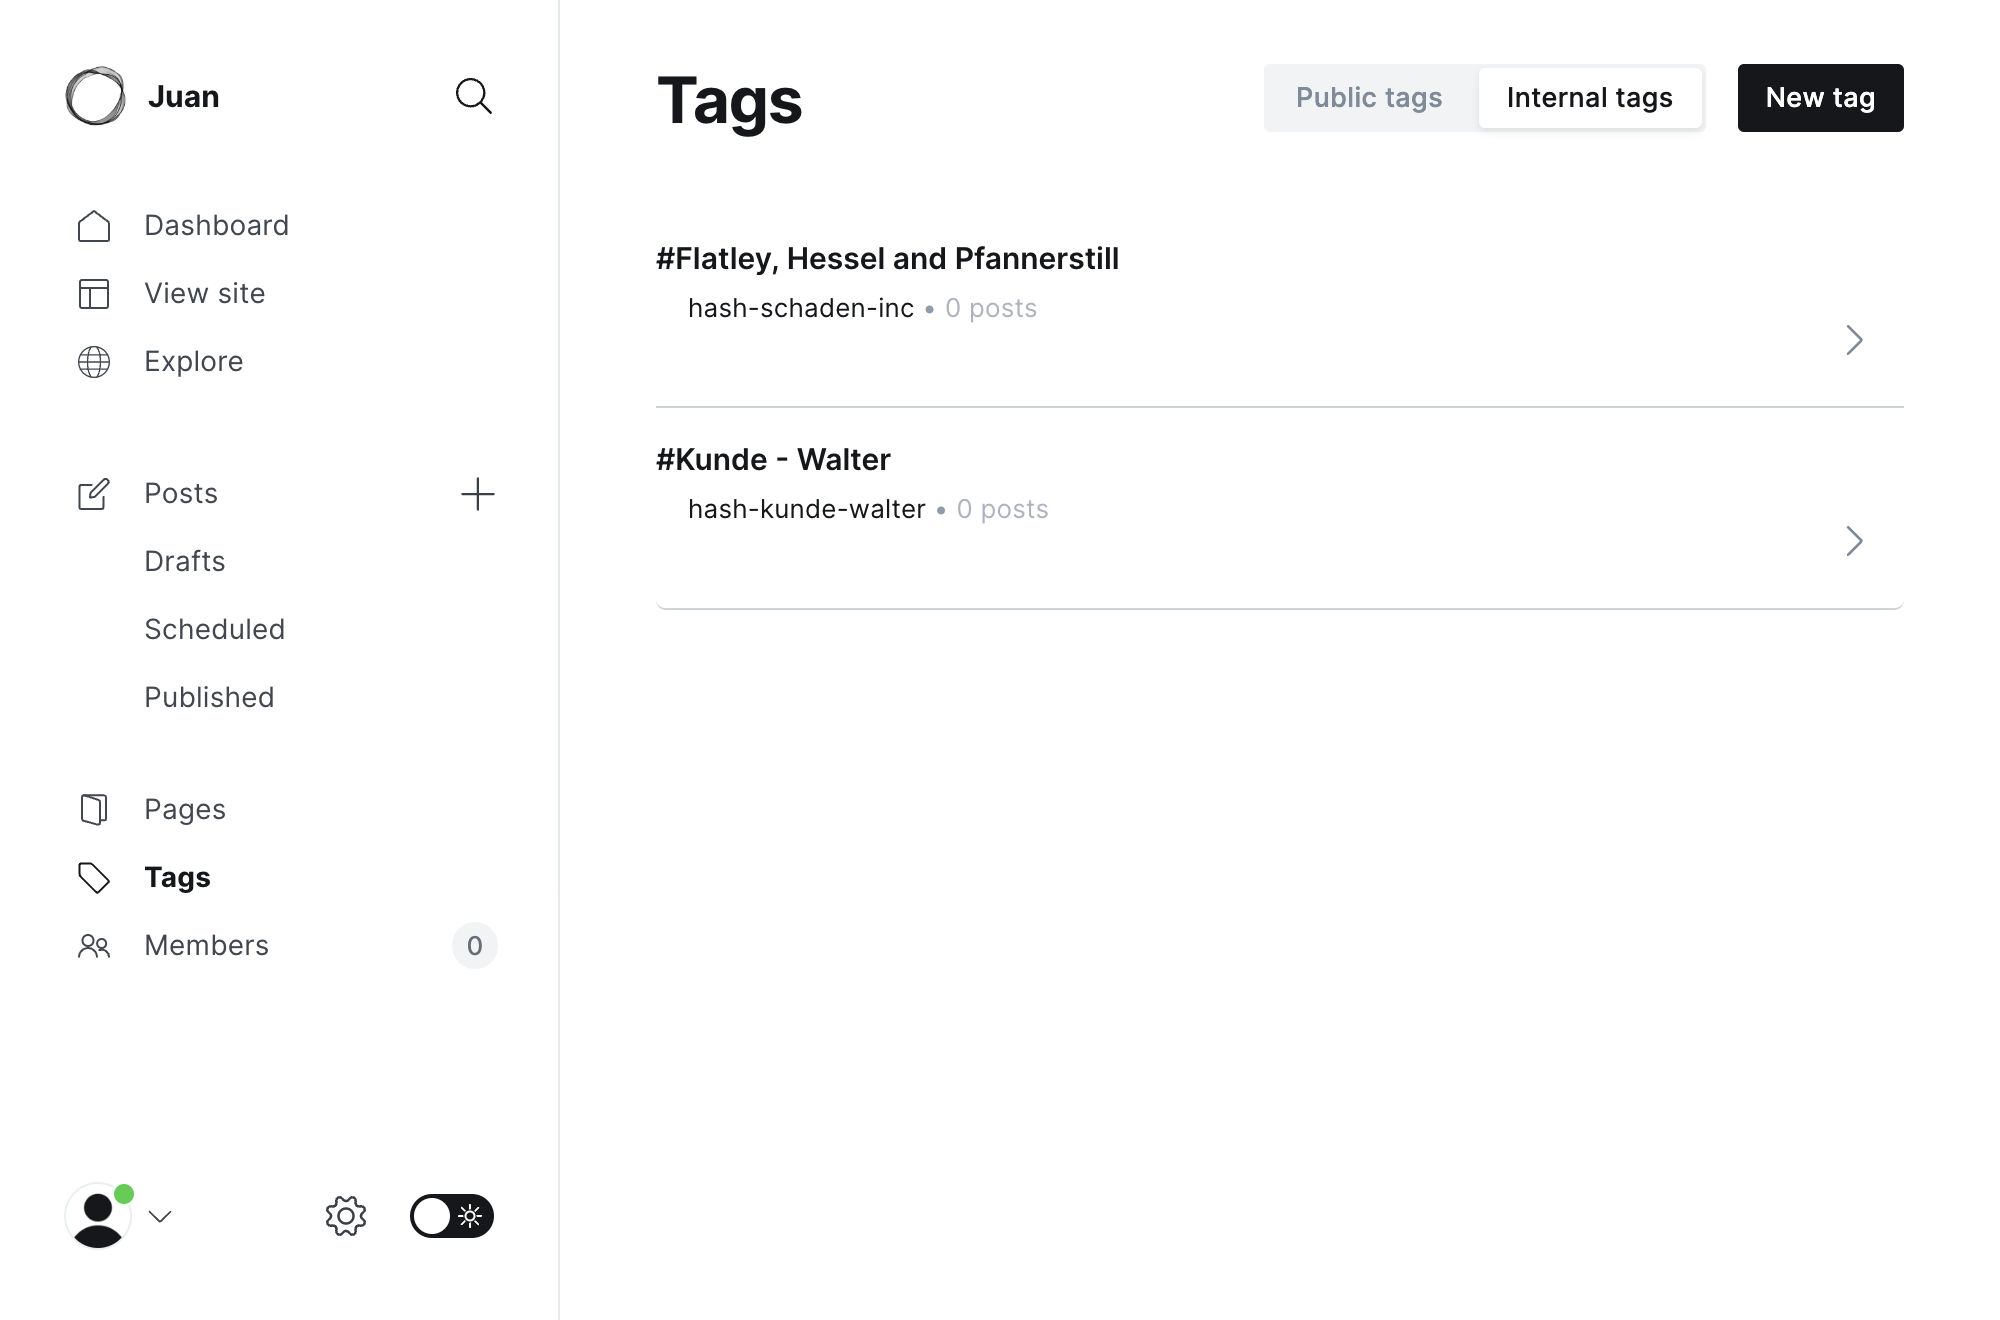 Juan
Dashboard
View site
Explore
Posts
Drafts
Scheduled
Published
Pages
Tags
Members 0
Tags
Public tags Internal tags New tag
#Flatley, Hessel and Pfannerstill
hash-schaden-inc • 0 posts
#Kunde - Walter
hash-kunde-walter • 0 posts